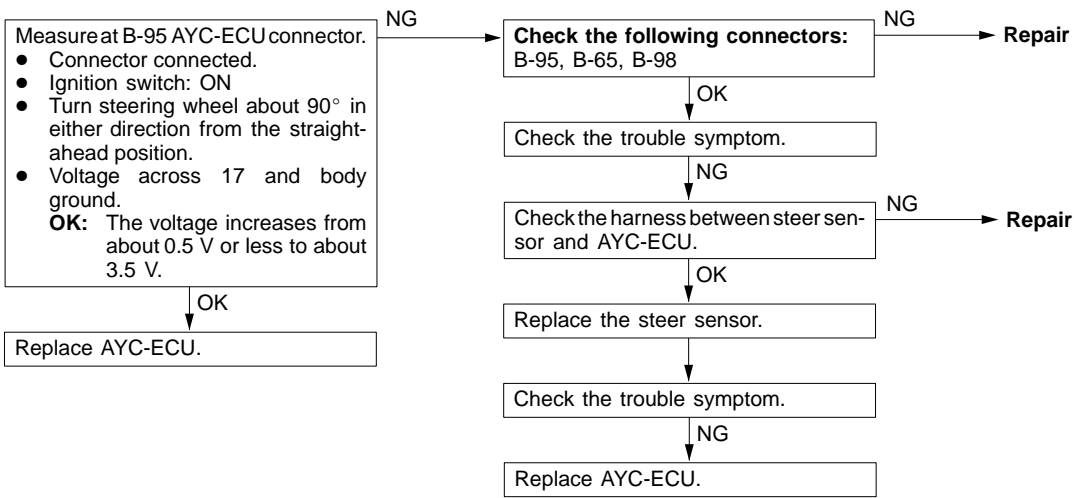 Measure at B-95 AYC-ECU connector.
● Connector connected.
● Ignition switch: ON
● Turn steering wheel about 90° in
either direction from the straight-
ahead position.
● Voltage across 17 and body
ground.
OK: The voltage increases from
about 0.5 V or less to about
3.5 V.
OK
Replace AYC-ECU.
NG
Check the following connectors:
B-95, B-65, B-98
NG
Repair
OK
Check the trouble symptom.
NG
Check the harness between steer sen-
sor and AYC-ECU.
NG
Repair
OK
Replace the steer sensor.
Check the trouble symptom.
NG
Replace AYC-ECU.